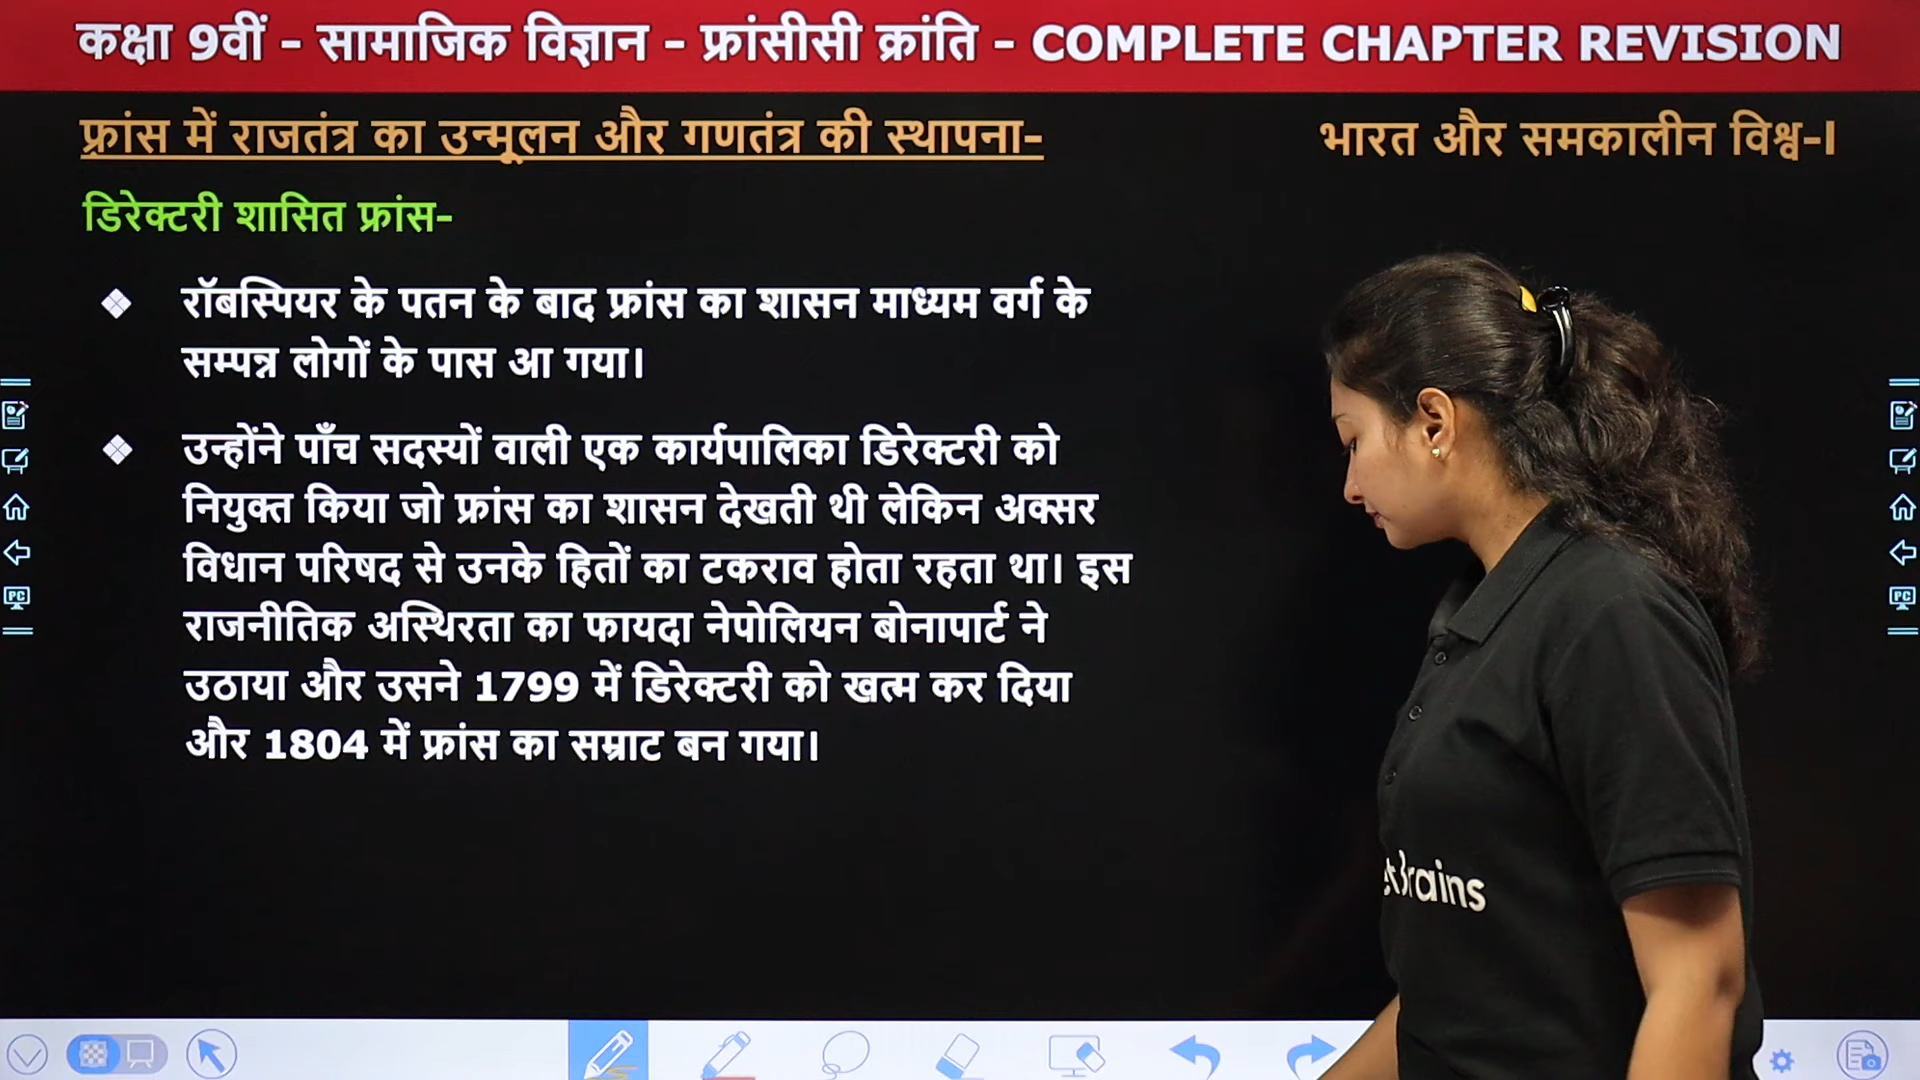 कक्षा 9वीं - सामाजिक विज्ञान - फ्रांसीसी क्रांति - COMPLETE CHAPTER REVISION
फ्रांस में राजतंत्र का उन्मूलन और गणतंत्र की स्थापना-
भारत और समकालीन विश्व-I
डिरेक्टरी शासित फ्रांस-
रॉबस्पियर के पतन के बाद फ्रांस का शासन माध्यम वर्ग के
सम्पन्न लोगों के पास आ गया।
उन्होंने पाँच सदस्यों वाली एक कार्यपालिका डिरेक्टरी को
नियुक्त किया जो फ्रांस का शासन देखती थी लेकिन अक्सर
विधान परिषद से उनके हितों का टकराव होता रहता था। इस
राजनीतिक अस्थिरता का फायदा नेपोलियन बोनापार्ट ने
उठाया और उसने 1799 में डिरेक्टरी को खत्म कर दिया
और 1804 में फ्रांस का सम्राट बन गया।
PC
PC